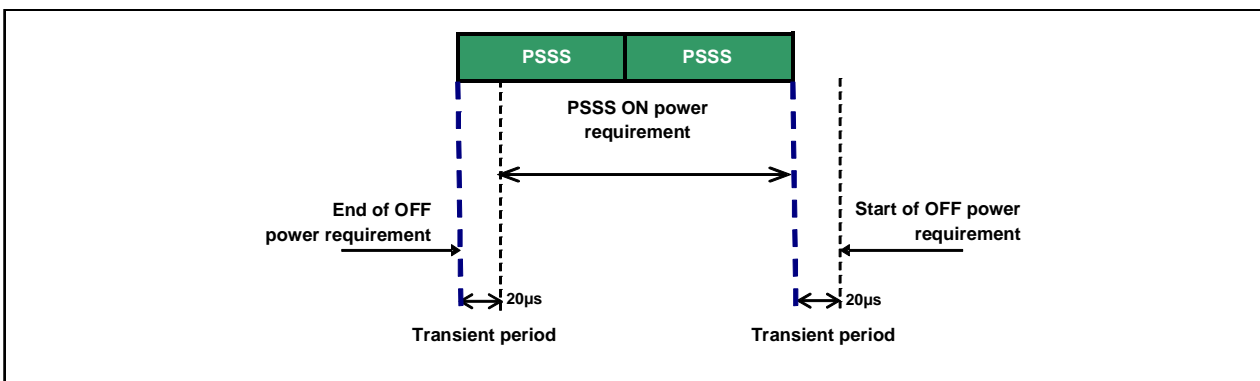 PSSS PSSS
PSSS ON power
requirement
End of OFF
power requirement
Start of OFF power
requirement
20µs
20µs
Transient period
Transient period